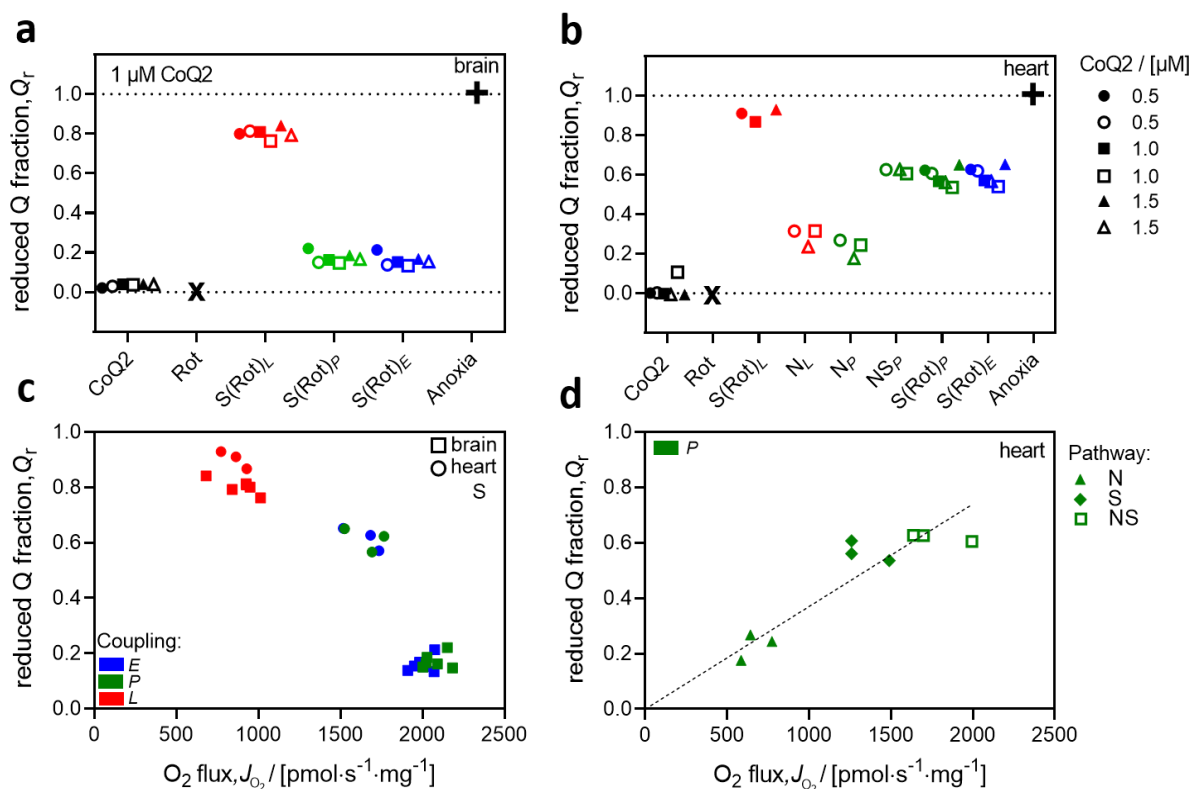 a
1 µM CoQ2
brain
reduced Q fraction, Qr
1.0
0.8
0.6
0.4
0.2
0.0
X
CoQ2
Rot
S(Rot)L
S(Rot)P
S(Rot)E
Anoxia
b
heart
reduced Q fraction, Qr
1.0
0.8
0.6
0.4
0.2
0.0
X
CoQ2
Rot
S(Rot)L
NL
NP
NSP
S(Rot)P
S(Rot)E
Anoxia
CoQ2 / [µM]
0.5
0.5
1.0
1.0
1.5
1.5
c
brain
heart
S
reduced Q fraction, Qr
1.0
0.8
0.6
0.4
0.2
0.0
Coupling:
E
P
L
0
500
1000
1500
2000
2500
O2 flux, JO2 / [pmol·s⁻¹·mg⁻¹]
d
P
heart
reduced Q fraction, Qr
1.0
0.8
0.6
0.4
0.2
0.0
0
500
1000
1500
2000
2500
O2 flux, JO2 / [pmol·s⁻¹·mg⁻¹]
Pathway:
N
S
NS